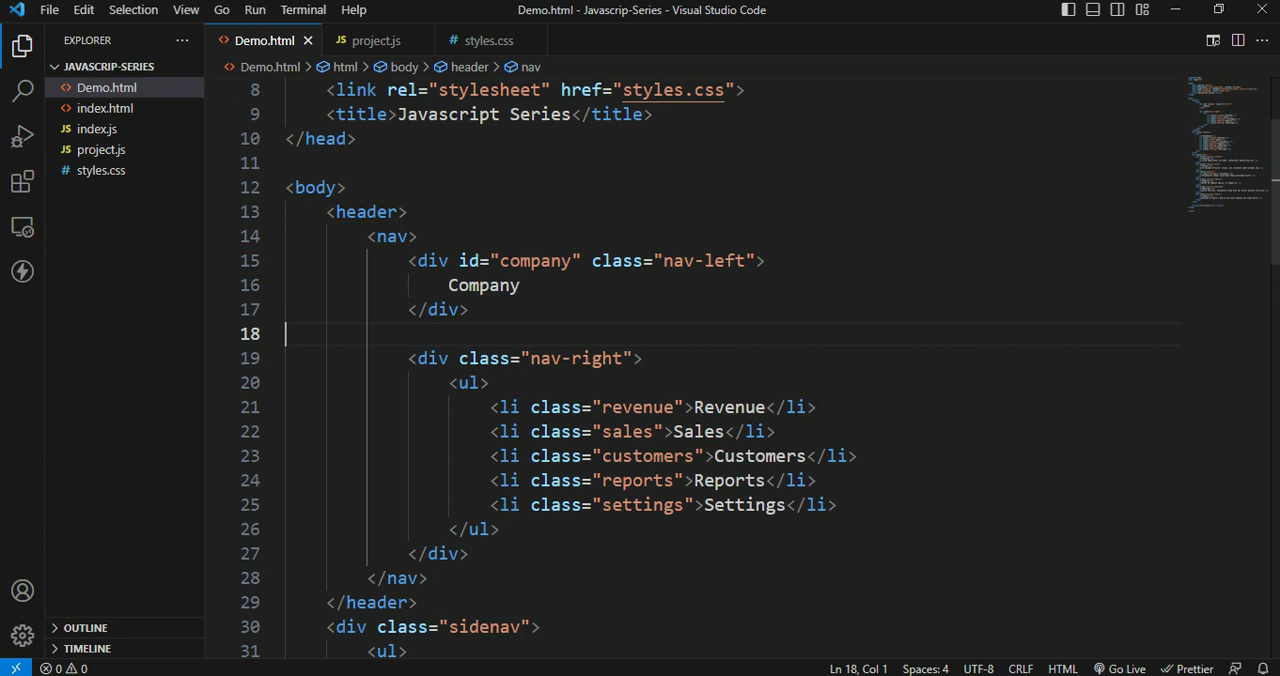 File Edit Selection View Go Run Terminal Help Demo.html - Javascrip-Series - Visual Studio Code
EXPLORER ···
Demo.html JS project.js # styles.css
JAVASCRIP-SERIES
Demo.html
index.html
JS index.js
JS project.js
# styles.css
Demo.html > html > body > header > nav
8 <link rel="stylesheet" href="styles.css">
9 <title>Javascript Series</title>
10 </head>
11
12 <body>
13 <header>
14 <nav>
15 <div id="company" class="nav-left">
16 Company
17 </div>
18
19 <div class="nav-right">
20 <ul>
21 <li class="revenue">Revenue</li>
22 <li class="sales">Sales</li>
23 <li class="customers">Customers</li>
24 <li class="reports">Reports</li>
25 <li class="settings">Settings</li>
26 </ul>
27 </div>
28 </nav>
29 </header>
30 <div class="sidenav">
31 <ul>
OUTLINE
TIMELINE
0 0 Ln 18, Col 1 Spaces: 4 UTF-8 CRLF HTML Go Live Prettier